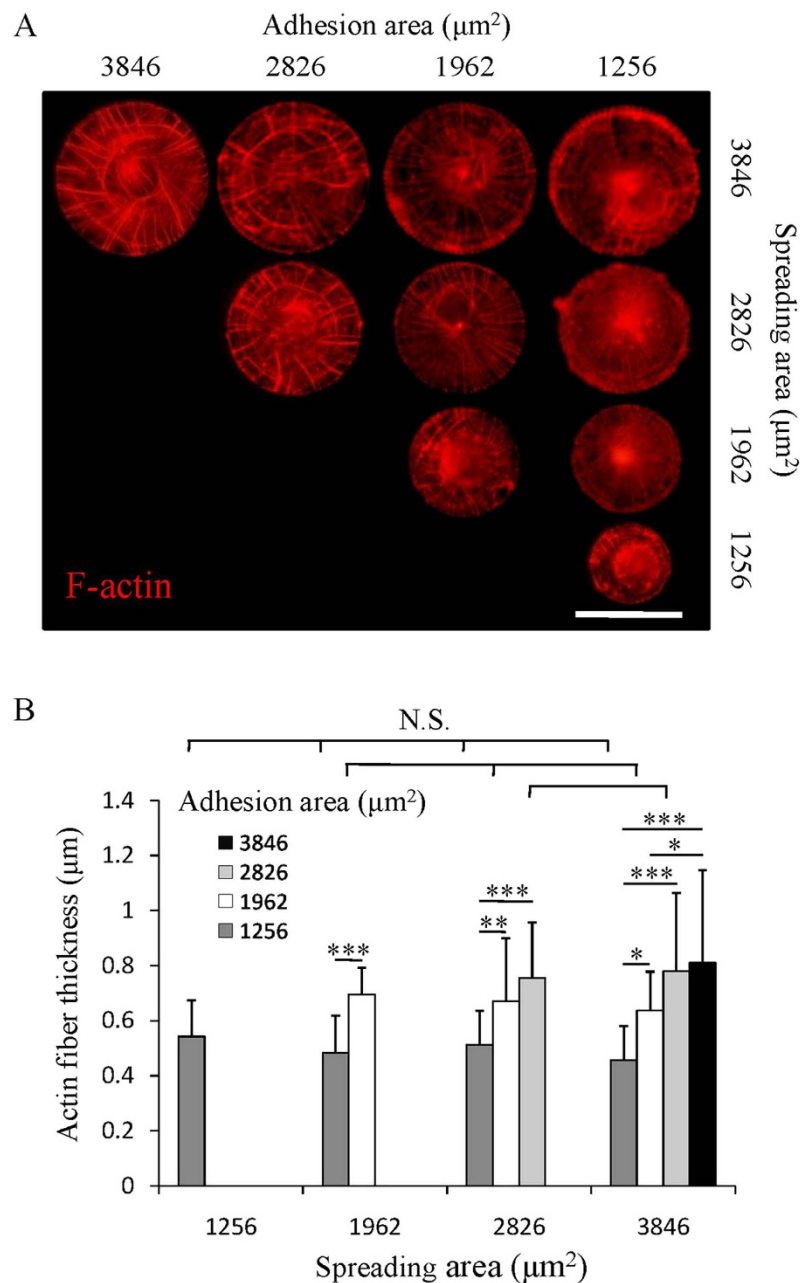 A
Adhesion area (μm²)
3846 2826 1962 1256
3846
2826
1962
1256
Spreading area (μm²)
F-actin
B
N.S.
Adhesion area (μm²)
3846
2826
1962
1256
***
***
**
***
*
***
*
1.4
1.2
1
0.8
0.6
0.4
0.2
0
Actin fiber thickness (μm)
1256 1962 2826 3846
Spreading area (μm²)